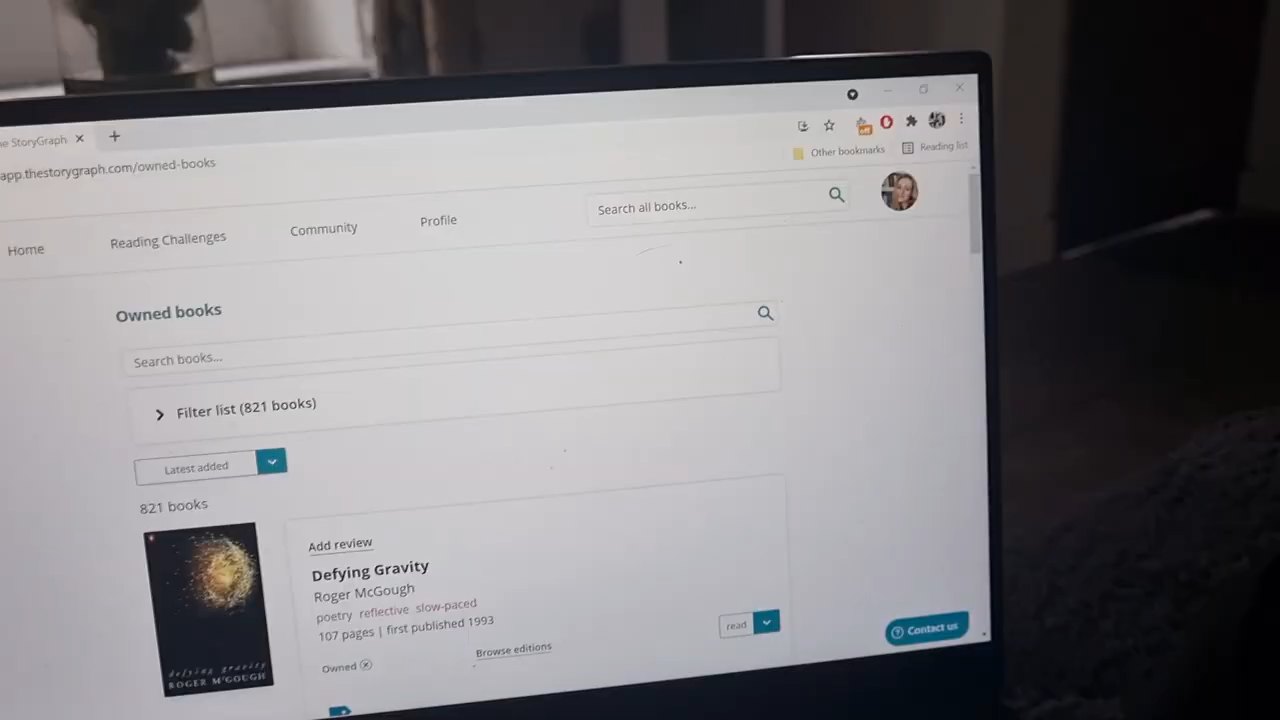 he StoryGraph
app.thestorygraph.com/owned-books
Other bookmarks
Reading list
Home
Reading Challenges
Community
Profile
Search all books...
Owned books
Search books...
Filter list (821 books)
Latest added
821 books
Add review
Defying Gravity
Roger McGough
poetry reflective slow-paced
107 pages | first published 1993
read
Owned
Browse editions
Contact us
defying gravity
ROGER McGOUGH